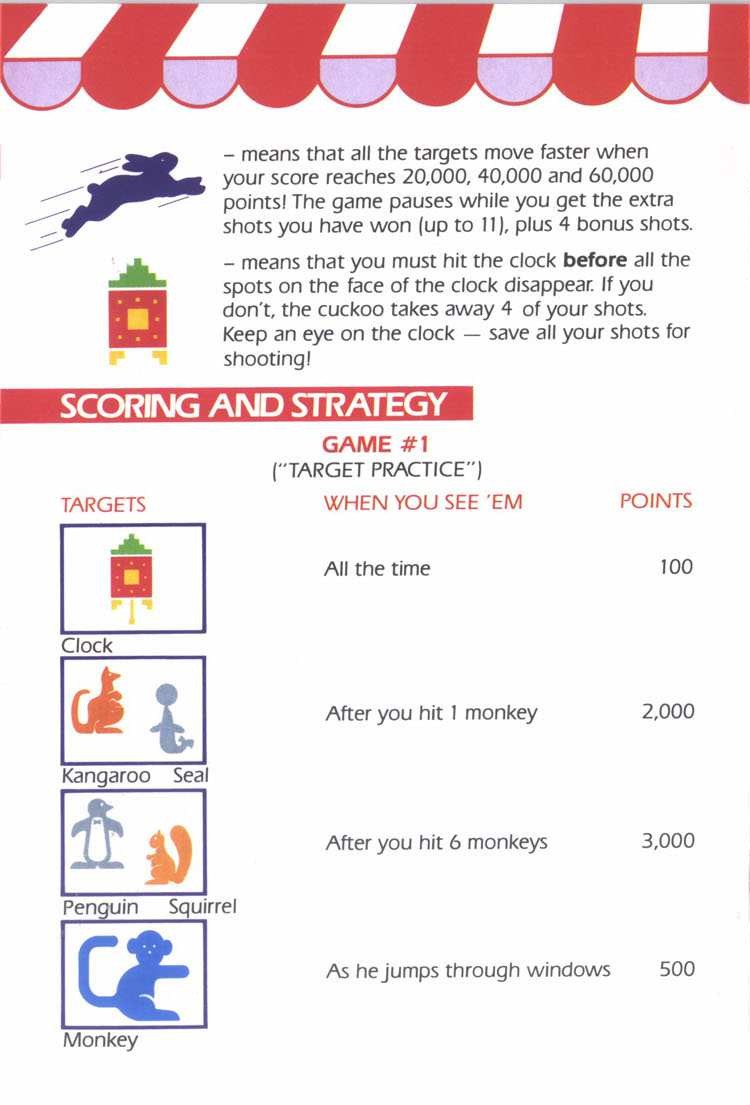 – means that all the targets move faster when
your score reaches 20,000, 40,000 and 60,000
points! The game pauses while you get the extra
shots you have won (up to 11), plus 4 bonus shots.
– means that you must hit the clock before all the
spots on the face of the clock disappear. If you
don't, the cuckoo takes away 4 of your shots.
Keep an eye on the clock — save all your shots for
shooting!
SCORING AND STRATEGY
GAME #1
("TARGET PRACTICE")
TARGETS WHEN YOU SEE 'EM POINTS
All the time 100
Clock
After you hit 1 monkey 2,000
Kangaroo Seal
After you hit 6 monkeys 3,000
Penguin Squirrel
As he jumps through windows 500
Monkey